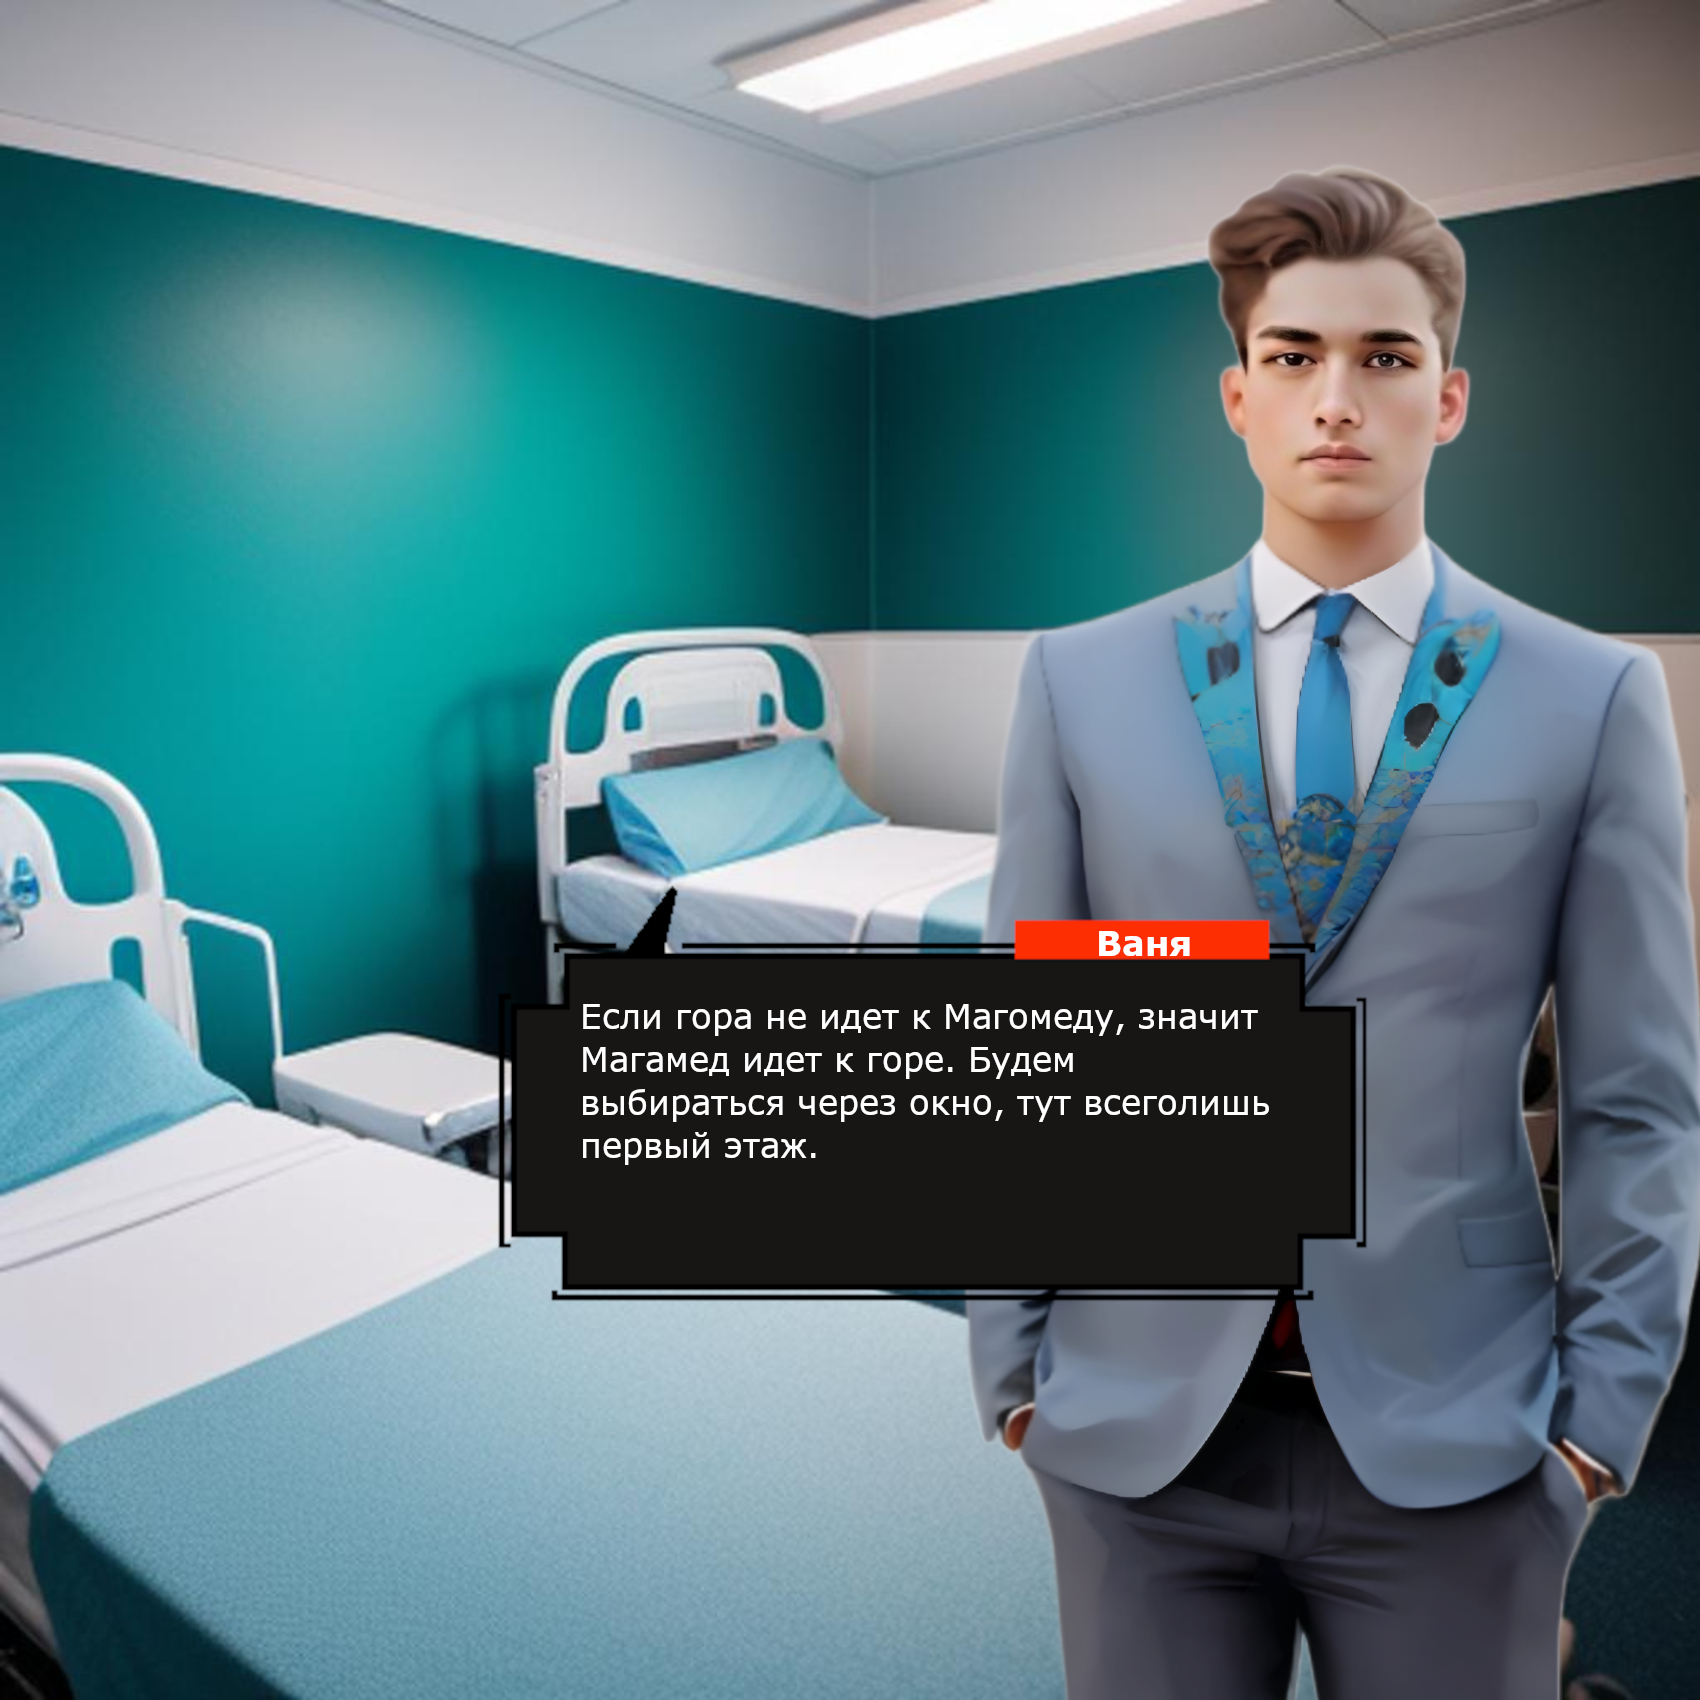 Ваня
Если гора не идет к Магомеду, значит
Магамед идет к горе. Будем
выбираться через окно, тут всеголишь
первый этаж.